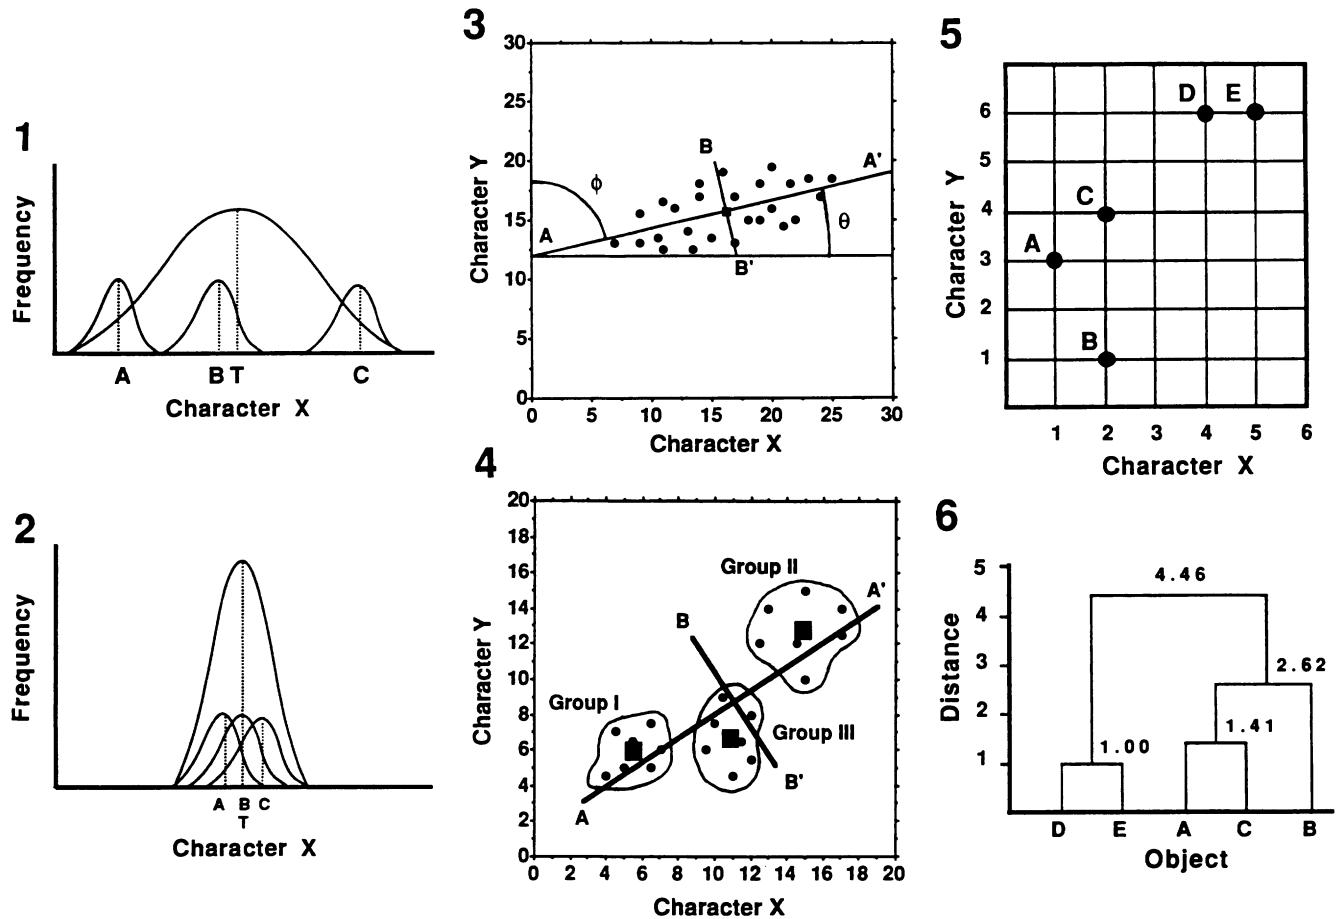 1
Frequency
A B T C
Character X
2
Frequency
A B C
T
Character X
3
Character Y
30
25
20
15
10
5
0
A
B
A'
B'
ϕ
θ
0 5 10 15 20 25 30
Character X
4
Character Y
20
18
16
14
12
10
8
6
4
2
0
Group II
A'
B
Group I
Group III
B'
A
0 2 4 6 8 10 12 14 16 18 20
Character X
5
Character Y
6
5
4
3
2
1
D E
C
A
B
1 2 3 4 5 6
Character X
6
Distance
5
4
3
2
1
4.46
2.62
1.41
1.00
D E A C B
Object